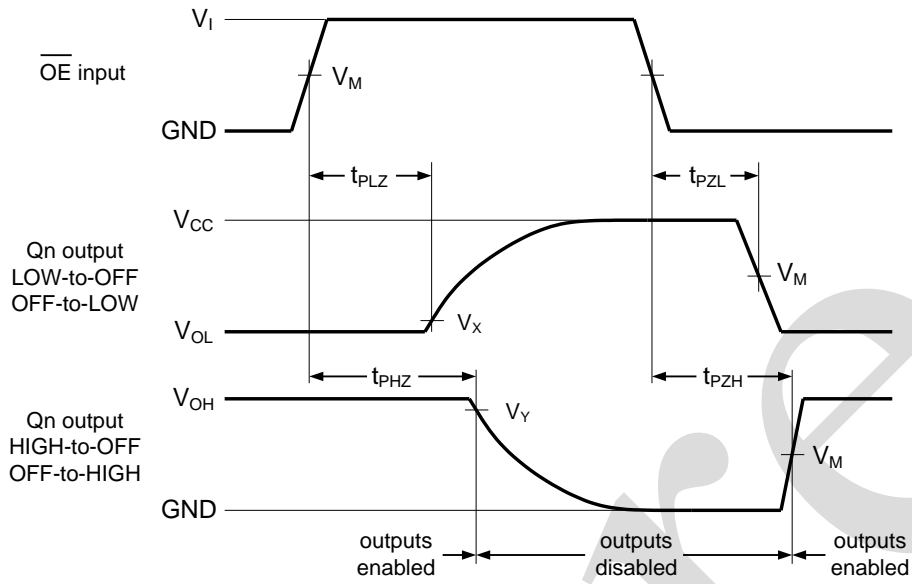 V_I
OE input
V_M
GND
t_PLZ
t_PZL
V_CC
Qn output
LOW-to-OFF
OFF-to-LOW
V_M
V_X
V_OL
t_PHZ
t_PZH
V_OH
Qn output
HIGH-to-OFF
OFF-to-HIGH
V_Y
V_M
GND
outputs
enabled
outputs
disabled
outputs
enabled